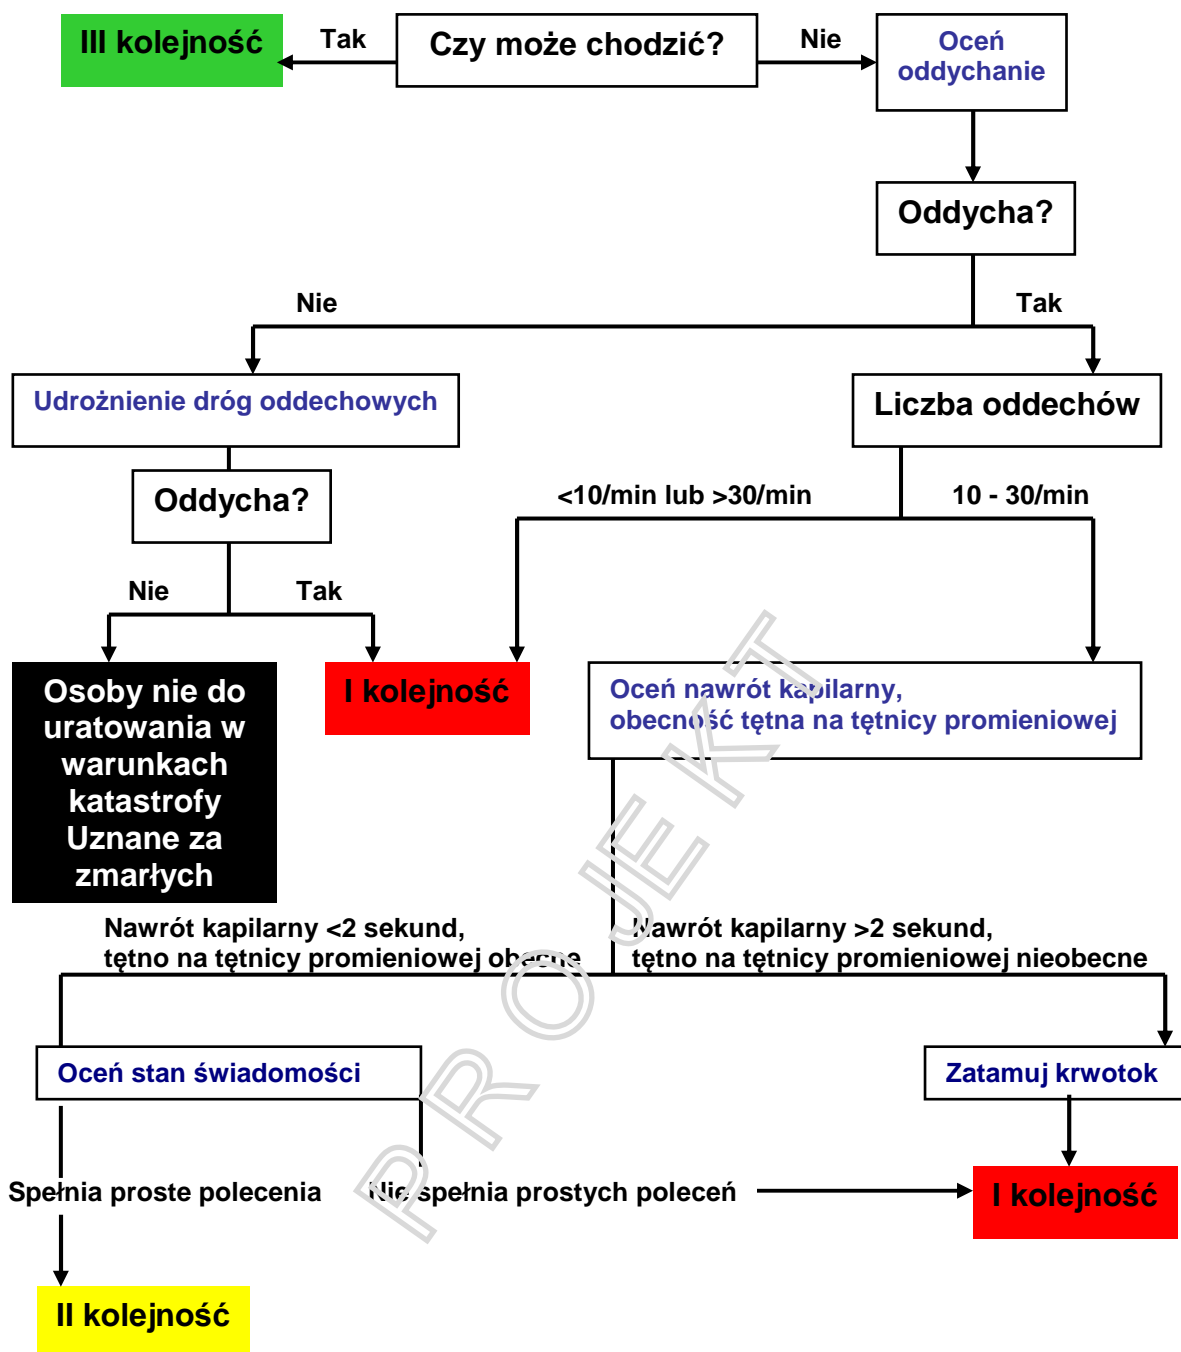 III kolejność
Tak
Czy może chodzić?
Nie
Oceń
oddychanie
Oddycha?
Nie
Tak
Udrożnienie dróg oddechowych
Liczba oddechów
Oddycha?
<10/min lub >30/min
10 - 30/min
Nie
Tak
Osoby nie do
uratowania w
warunkach
katastrofy
Uznane za
zmarłych
I kolejność
Oceń nawrót kapilarny,
obecność tętna na tętnicy promieniowej
Nawrót kapilarny <2 sekund,
tętno na tętnicy promieniowej obecne
Nawrót kapilarny >2 sekund,
tętno na tętnicy promieniowej nieobecne
Oceń stan świadomości
Zatamuj krwotok
Spełnia proste polecenia
Nie spełnia prostych poleceń
I kolejność
II kolejność
PROJEKT